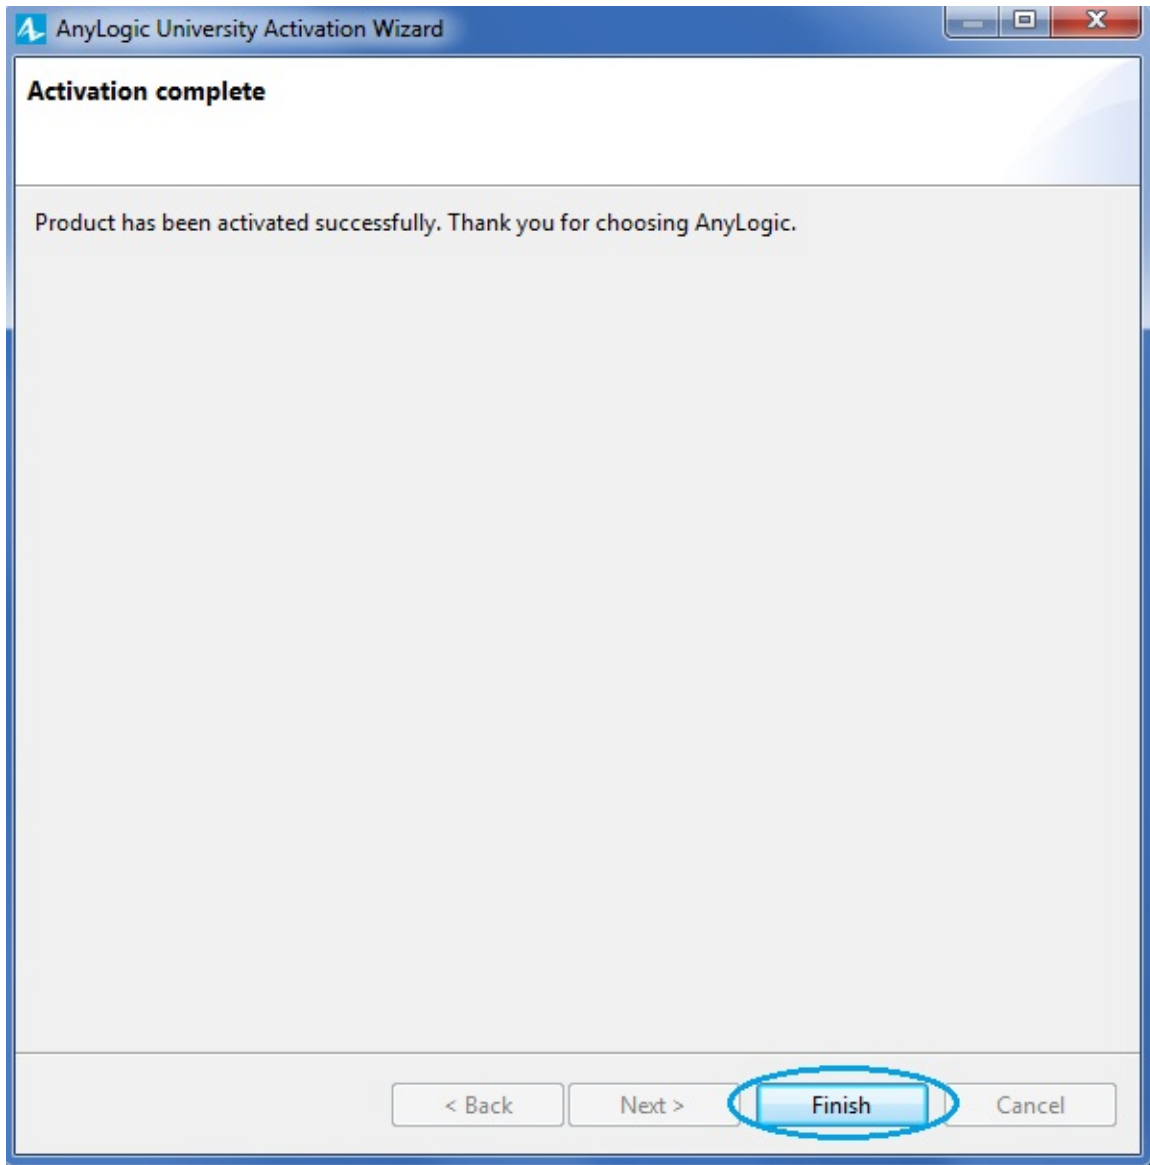 AnyLogic University Activation Wizard
Activation complete
Product has been activated successfully. Thank you for choosing AnyLogic.
< Back Next > Finish Cancel